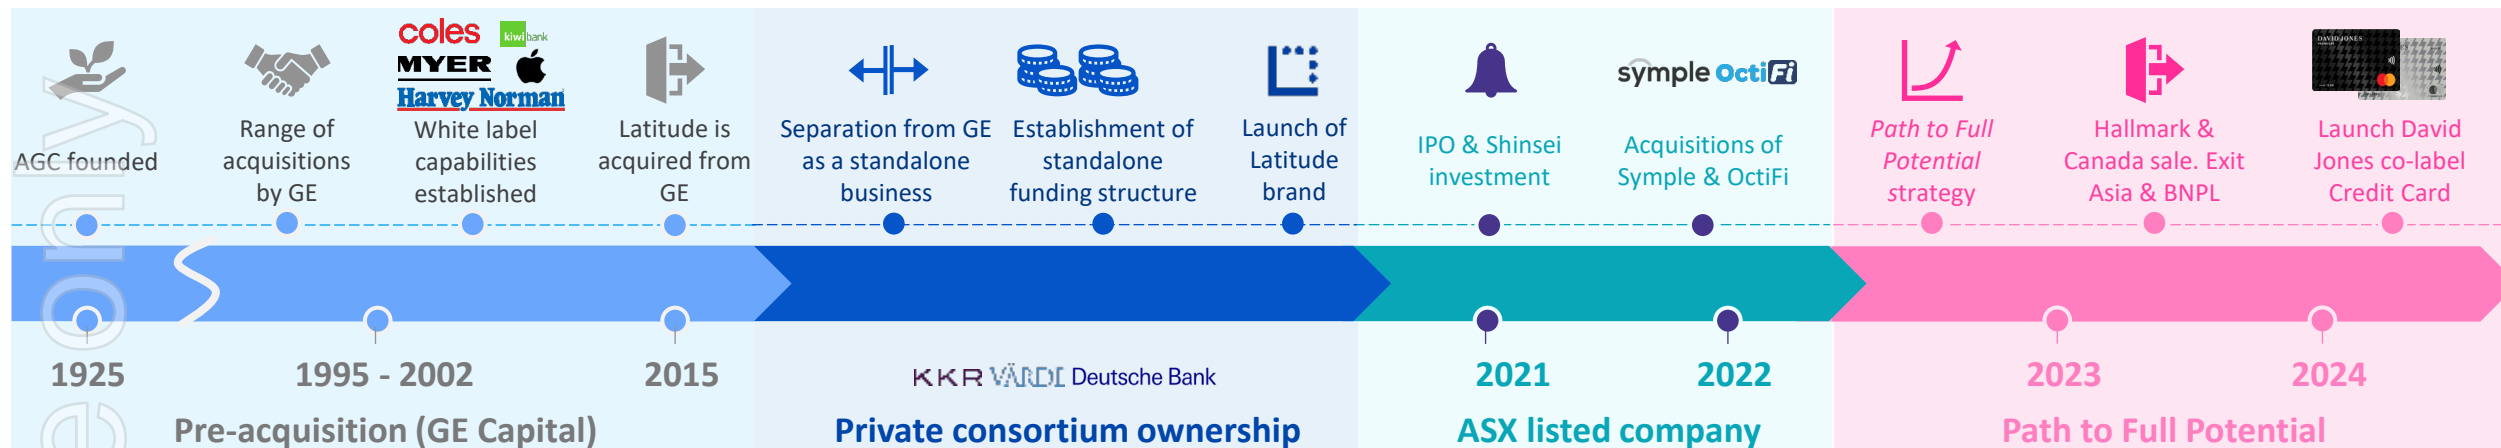 AGC founded
Range of
acquisitions
by GE
coles
kiwibank
MYER
Harvey Norman
White label
capabilities
established
Latitude is
acquired from
GE
Separation from GE
as a standalone
business
Establishment of
standalone
funding structure
Launch of
Latitude
brand
IPO & Shinsei
investment
symple OctiFi
Acquisitions of
Symple & OctiFi
Path to Full
Potential
strategy
Hallmark &
Canada sale. Exit
Asia & BNPL
DAVID JONES
Launch David
Jones co-label
Credit Card
1925
1995 - 2002
2015
KKR VÄRDE Deutsche Bank
2021
2022
2023
2024
Pre-acquisition (GE Capital)
Private consortium ownership
ASX listed company
Path to Full Potential
e only